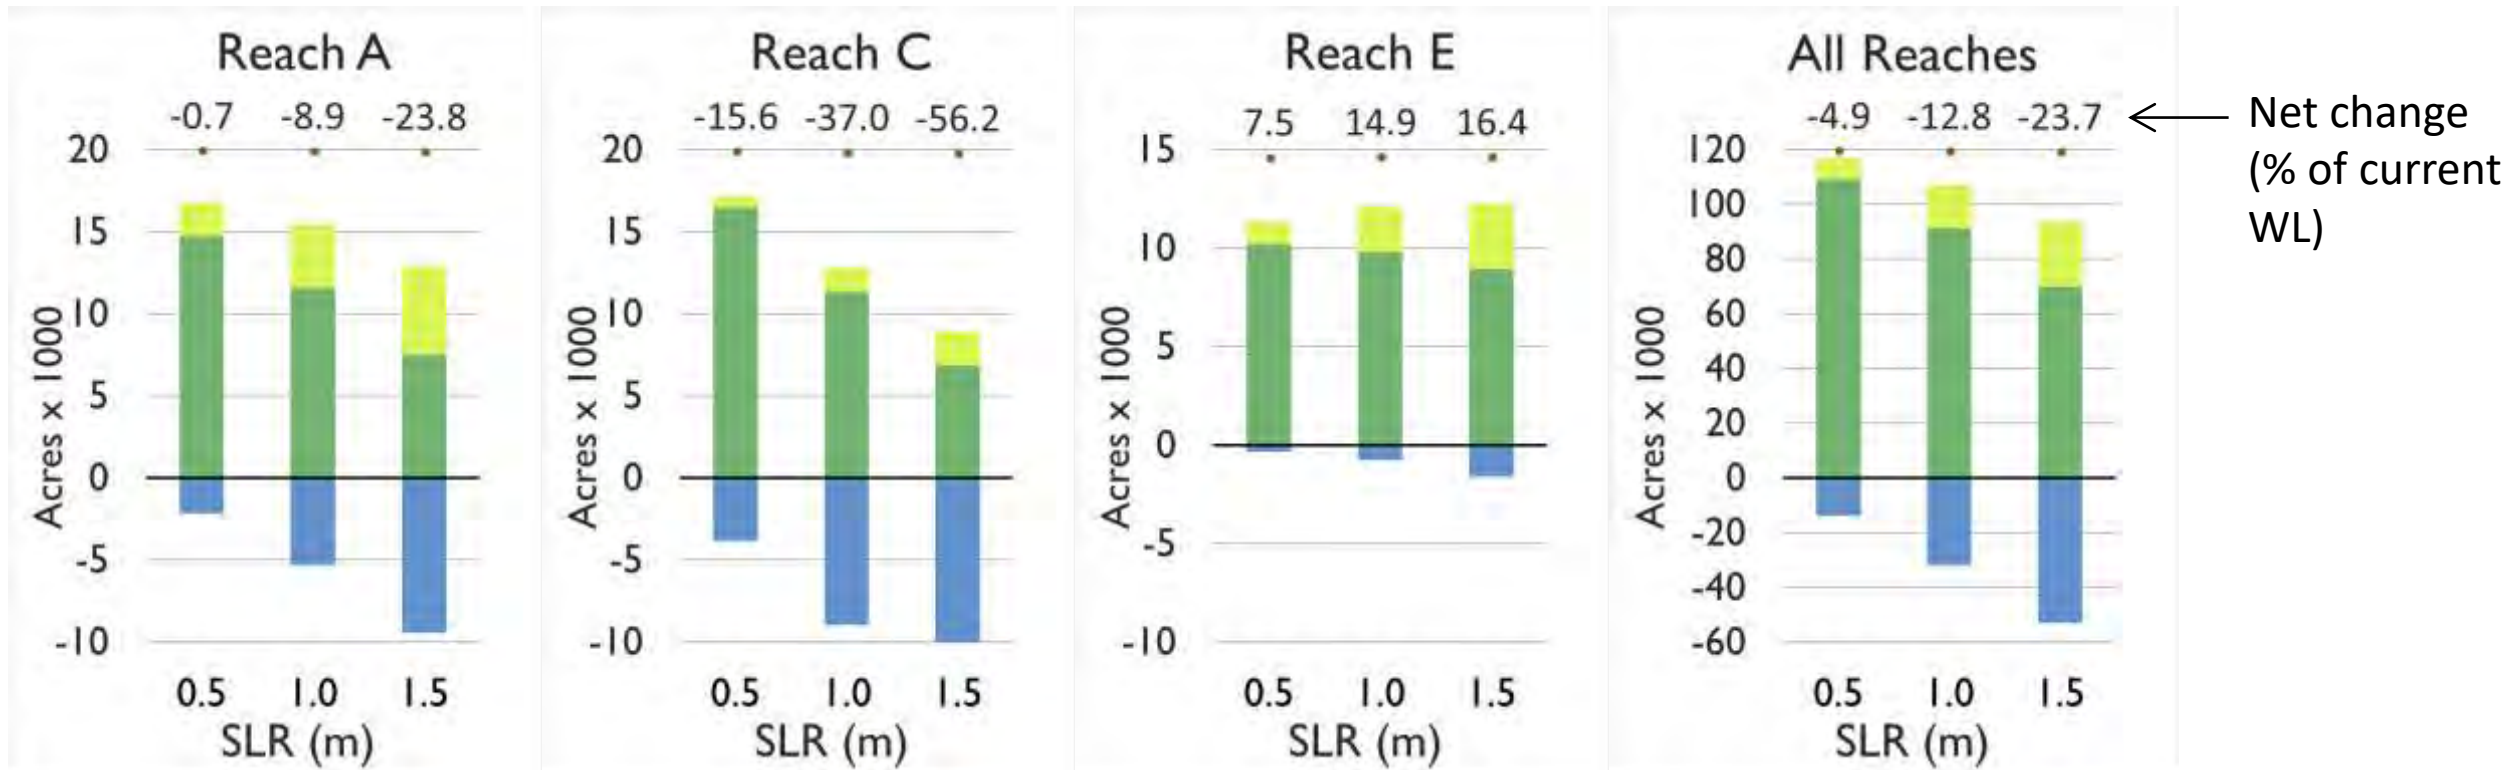 Reach A
-0.7 -8.9 -23.8
20
15
10
5
0
-5
-10
Acres x 1000
0.5 1.0 1.5
SLR (m)
Reach C
-15.6 -37.0 -56.2
20
15
10
5
0
-5
-10
Acres x 1000
0.5 1.0 1.5
SLR (m)
Reach E
7.5 14.9 16.4
15
10
5
0
-5
-10
Acres x 1000
0.5 1.0 1.5
SLR (m)
All Reaches
-4.9 -12.8 -23.7
120
100
80
60
40
20
0
-20
-40
-60
Acres x 1000
0.5 1.0 1.5
SLR (m)
Net change
(% of current
WL)